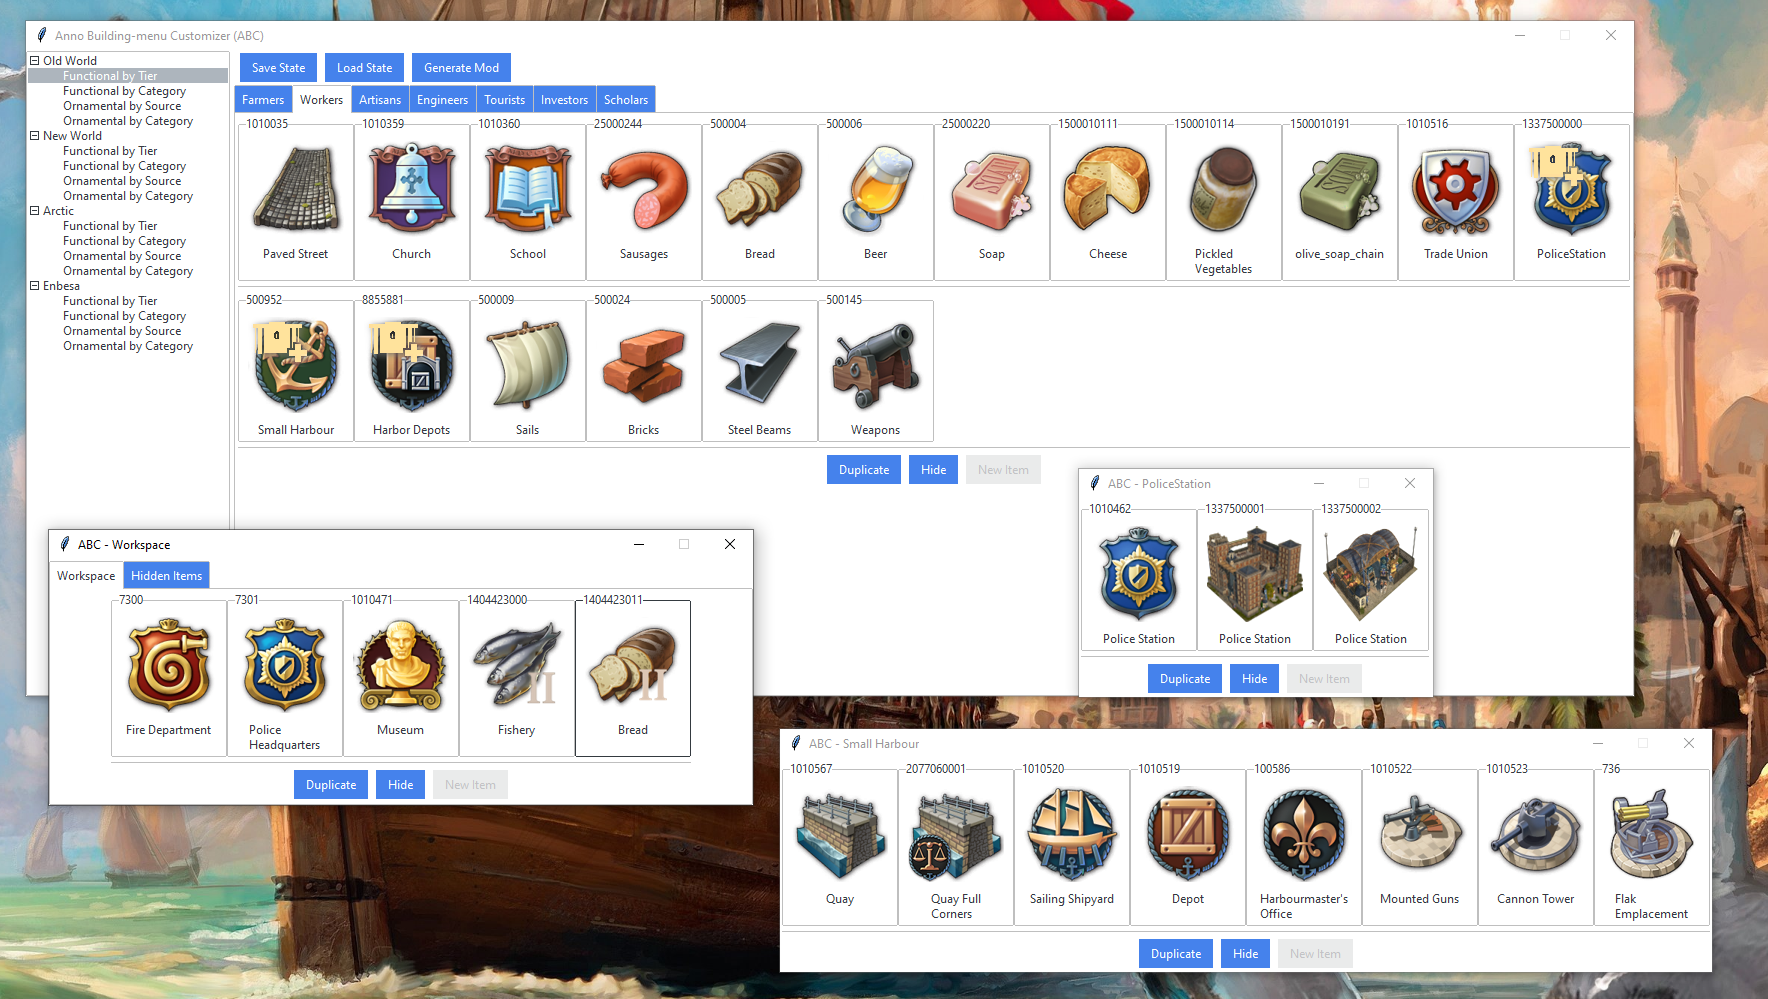 Anno Building-menu Customizer (ABC)
Old World
Functional by Tier
Functional by Category
Ornamental by Source
Ornamental by Category
New World
Functional by Tier
Functional by Category
Ornamental by Source
Ornamental by Category
Arctic
Functional by Tier
Functional by Category
Ornamental by Source
Ornamental by Category
Enbesa
Functional by Tier
Functional by Category
Ornamental by Source
Ornamental by Category
Save State Load State Generate Mod
Farmers Workers Artisans Engineers Tourists Investors Scholars
1010035 1010359 1010360 25000244 500004 500006 25000220 1500010111 1500010114 1500010191 1010516 1337500000
Paved Street Church School Sausages Bread Beer Soap Cheese Pickled Vegetables olive_soap_chain Trade Union PoliceStation
500952 8855881 500009 500024 500005 500145
Small Harbour Harbor Depots Sails Bricks Steel Beams Weapons
Duplicate Hide New Item
ABC - PoliceStation
1010462 1337500001 1337500002
Police Station Police Station Police Station
Duplicate Hide New Item
ABC - Workspace
Workspace Hidden Items
7300 7301 1010471 1404423000 1404423011
II II
Fire Department Police Headquarters Museum Fishery Bread
Duplicate Hide New Item
ABC - Small Harbour
1010567 2077060001 1010520 1010519 100586 1010522 1010523 736
Quay Quay Full Corners Sailing Shipyard Depot Harbourmaster's Office Mounted Guns Cannon Tower Flak Emplacement
Duplicate Hide New Item